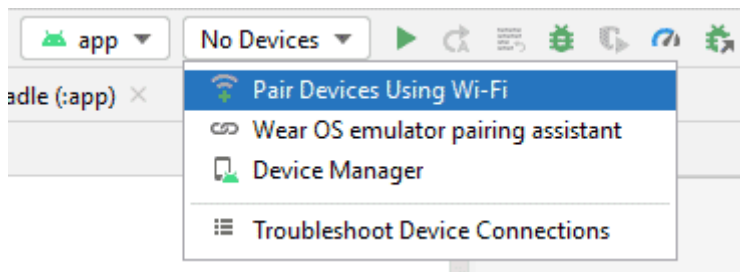 app No Devices
adle (:app)
Pair Devices Using Wi-Fi
Wear OS emulator pairing assistant
Device Manager
Troubleshoot Device Connections